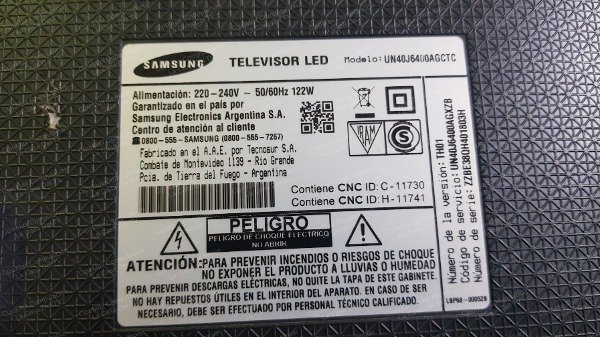 SAMSUNG
TELEVISOR LED
Modelo: UN40J6400AGCTC
Alimentación: 220-240V ~ 50/60Hz 122W
Garantizado en el país por
Samsung Electronics Argentina S.A.
Centro de atención al cliente
☎0800-555-SAMSUNG (0800-555-7267)
Fabricado en el A.A.E. por Tecnosur S.A.
Combate de Montevideo 1139 - Río Grande
Pcia. de Tierra del Fuego - Argentina
IRAM
S
Contiene CNC ID: C-11730
Contiene CNC ID: H-11741
PELIGRO
PELIGRO DE CHOQUE ELECTRICO
NO ABRIR
ATENCIÓN:PARA PREVENIR INCENDIOS O RIESGOS DE CHOQUE
NO EXPONER EL PRODUCTO A LLUVIAS O HUMEDAD
PARA PREVENIR DESCARGAS ELÉCTRICAS, NO QUITE LA TAPA DE GABINETE
NO HAY REPUESTOS PARA EL USUARIO EN EL INTERIOR DEL APARATO. EN CASO DE SER
NECESARIO, DEBE SER EFECTUADO POR PERSONAL TÉCNICO CALIFICADO.
Número de versión: TH01
Código de servicio: UN40J6400AGXZB
Número de serie: ZZBE3BDH401803H